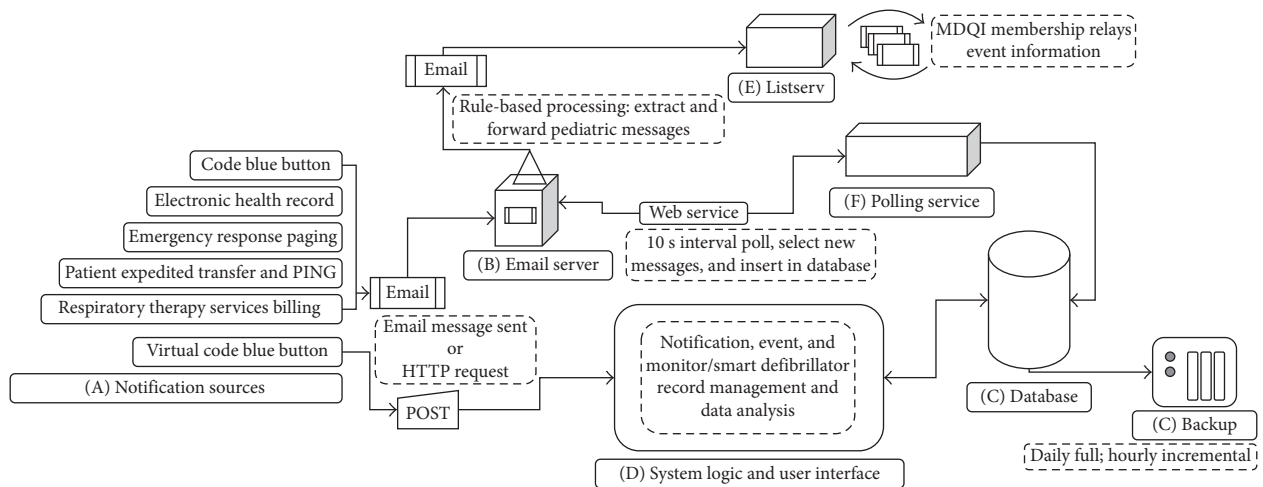 MDQI membership relays
event information
Email
(E) Listserv
Rule-based processing: extract and
forward pediatric messages
Code blue button
Electronic health record
Emergency response paging
Patient expedited transfer and PING
Respiratory therapy services billing
Email
(B) Email server
Web service
10 s interval poll, select new
messages, and insert in database
(F) Polling service
Virtual code blue button
(A) Notification sources
Email message sent
or
HTTP request
POST
Notification, event, and
monitor/smart defibrillator
record management and
data analysis
(D) System logic and user interface
(C) Database
(C) Backup
Daily full; hourly incremental